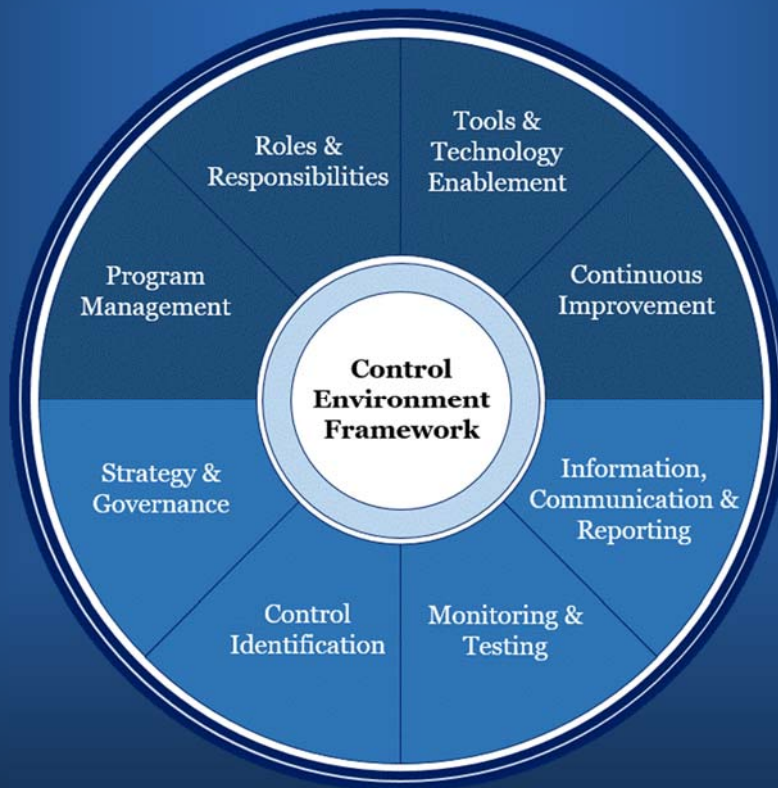 Roles &
Responsibilities
Tools &
Technology
Enablement
Program
Management
Continuous
Improvement
Control
Environment
Framework
Strategy &
Governance
Information,
Communication &
Reporting
Control
Identification
Monitoring &
Testing